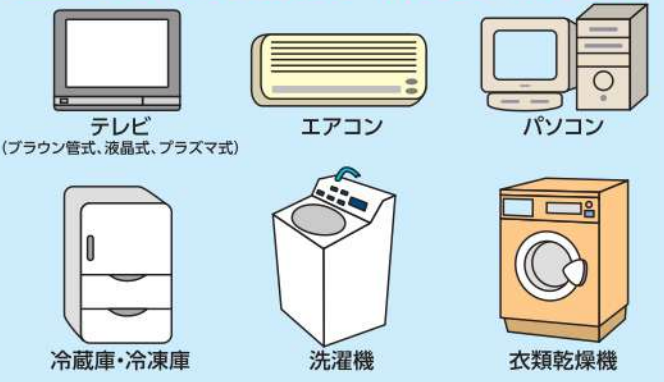 テレビ
(ブラウン管式、液晶式、プラズマ式)
エアコン
パソコン
冷蔵庫・冷凍庫
洗濯機
衣類乾燥機